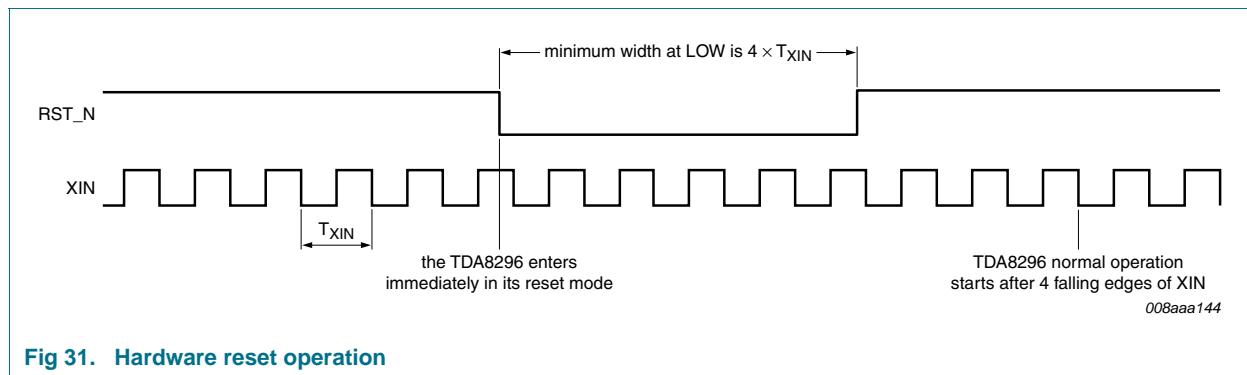 minimum width at LOW is 4 × TXIN
RST_N
XIN
TXIN
the TDA8296 enters
immediately in its reset mode
TDA8296 normal operation
starts after 4 falling edges of XIN
008aaa144
Fig 31. Hardware reset operation